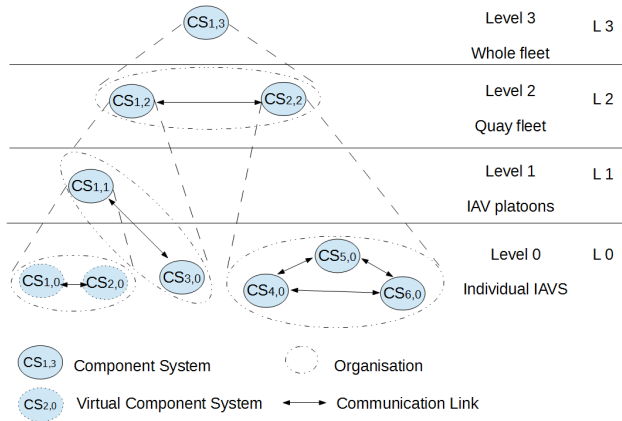 CS1,3 Level 3 L 3
Whole fleet
CS1,2 CS2,2 Level 2 L 2
Quay fleet
CS1,1 Level 1 L 1
IAV platoons
CS5,0 Level 0 L 0
CS1,0 CS2,0 CS3,0 CS4,0 CS6,0 Individual IAVS
CS1,3 Component System Organisation
CS2,0 Virtual Component System Communication Link